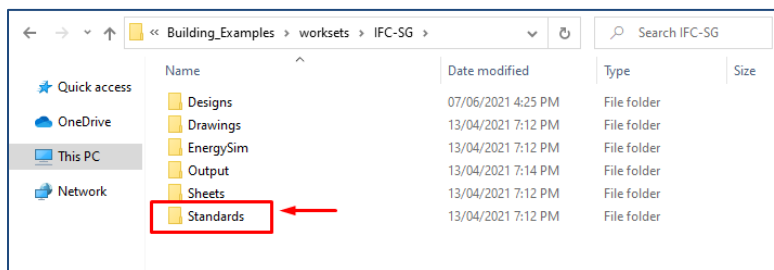 « Building_Examples › worksets › IFC-SG ›
Search IFC-SG
Name Date modified Type Size
Quick access
OneDrive
This PC
Network
Designs 07/06/2021 4:25 PM File folder
Drawings 13/04/2021 7:12 PM File folder
EnergySim 13/04/2021 7:12 PM File folder
Output 13/04/2021 7:14 PM File folder
Sheets 13/04/2021 7:12 PM File folder
Standards 13/04/2021 7:12 PM File folder